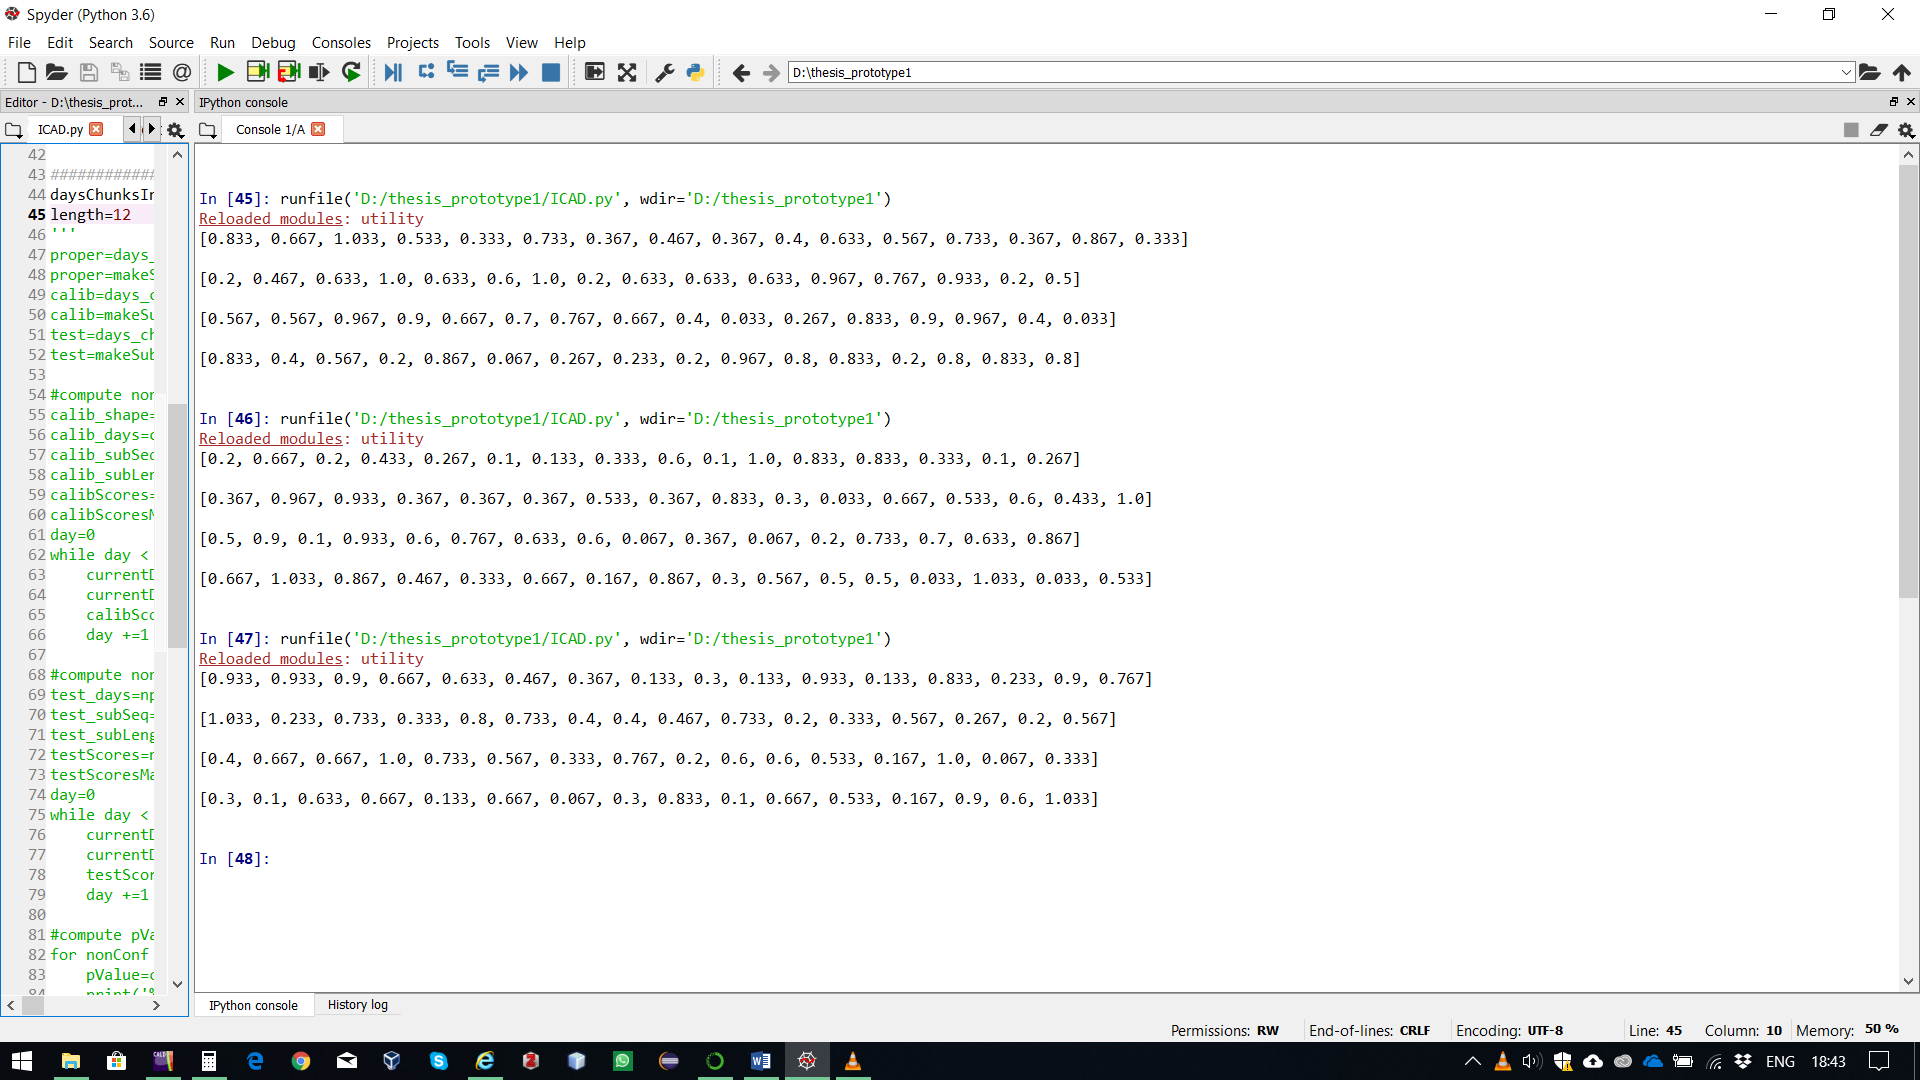 Spyder (Python 3.6)
File Edit Search Source Run Debug Consoles Projects Tools View Help
D:\thesis_prototype1
Editor - D:\thesis_prot...
IPython console
ICAD.py
Console 1/A
42
43 ############
44 daysChunksIn
45 length=12
46 '''
47 proper=days_
48 proper=makeS
49 calib=days_c
50 calib=makeSu
51 test=days_ch
52 test=makeSub
53
54 #compute nor
55 calib_shape=
56 calib_days=c
57 calib_subSec
58 calib_subLer
59 calibScores=
60 calibScoresM
61 day=0
62 while day <
63 currentD
64 currentD
65 calibSco
66 day +=1
67
68 #compute nor
69 test_days=np
70 test_subSeq=
71 test_subLeng
72 testScores=n
73 testScoresMa
74 day=0
75 while day <
76 currentD
77 currentD
78 testScor
79 day +=1
80
81 #compute pVa
82 for nonConf
83 pValue=c
84 print('%
In [45]: runfile('D:/thesis_prototype1/ICAD.py', wdir='D:/thesis_prototype1')
Reloaded modules: utility
[0.833, 0.667, 1.033, 0.533, 0.333, 0.733, 0.367, 0.467, 0.367, 0.4, 0.633, 0.567, 0.733, 0.367, 0.867, 0.333]
[0.2, 0.467, 0.633, 1.0, 0.633, 0.6, 1.0, 0.2, 0.633, 0.633, 0.633, 0.967, 0.767, 0.933, 0.2, 0.5]
[0.567, 0.567, 0.967, 0.9, 0.667, 0.7, 0.767, 0.667, 0.4, 0.033, 0.267, 0.833, 0.9, 0.967, 0.4, 0.033]
[0.833, 0.4, 0.567, 0.2, 0.867, 0.067, 0.267, 0.233, 0.2, 0.967, 0.8, 0.833, 0.2, 0.8, 0.833, 0.8]
In [46]: runfile('D:/thesis_prototype1/ICAD.py', wdir='D:/thesis_prototype1')
Reloaded modules: utility
[0.2, 0.667, 0.2, 0.433, 0.267, 0.1, 0.133, 0.333, 0.6, 0.1, 1.0, 0.833, 0.833, 0.333, 0.1, 0.267]
[0.367, 0.967, 0.933, 0.367, 0.367, 0.367, 0.533, 0.367, 0.833, 0.3, 0.033, 0.667, 0.533, 0.6, 0.433, 1.0]
[0.5, 0.9, 0.1, 0.933, 0.6, 0.767, 0.633, 0.6, 0.067, 0.367, 0.067, 0.2, 0.733, 0.7, 0.633, 0.867]
[0.667, 1.033, 0.867, 0.467, 0.333, 0.667, 0.167, 0.867, 0.3, 0.567, 0.5, 0.5, 0.033, 1.033, 0.033, 0.533]
In [47]: runfile('D:/thesis_prototype1/ICAD.py', wdir='D:/thesis_prototype1')
Reloaded modules: utility
[0.933, 0.933, 0.9, 0.667, 0.633, 0.467, 0.367, 0.133, 0.3, 0.133, 0.933, 0.133, 0.833, 0.233, 0.9, 0.767]
[1.033, 0.233, 0.733, 0.333, 0.8, 0.733, 0.4, 0.4, 0.467, 0.733, 0.2, 0.333, 0.567, 0.267, 0.2, 0.567]
[0.4, 0.667, 0.667, 1.0, 0.733, 0.567, 0.333, 0.767, 0.2, 0.6, 0.6, 0.533, 0.167, 1.0, 0.067, 0.333]
[0.3, 0.1, 0.633, 0.667, 0.133, 0.667, 0.067, 0.3, 0.833, 0.1, 0.667, 0.533, 0.167, 0.9, 0.6, 1.033]
In [48]:
IPython console History log
Permissions: RW End-of-lines: CRLF Encoding: UTF-8 Line: 45 Column: 10 Memory: 50 %
ENG 18:43